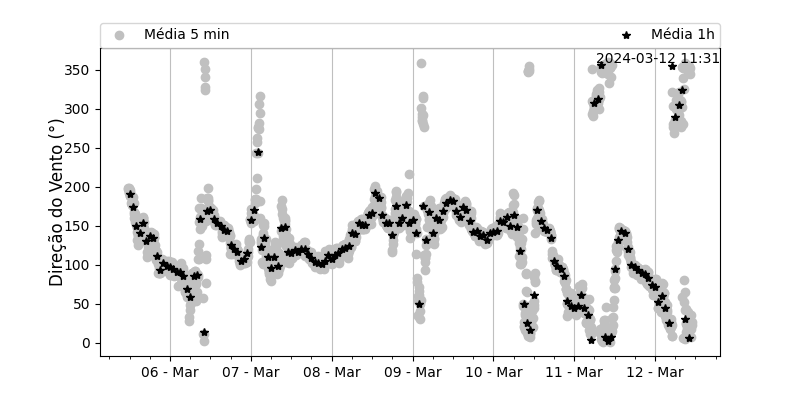 Média 5 min
Média 1h
2024-03-12 11:31
Direção do Vento (°)
350
300
250
200
150
100
50
0
06 - Mar
07 - Mar
08 - Mar
09 - Mar
10 - Mar
11 - Mar
12 - Mar